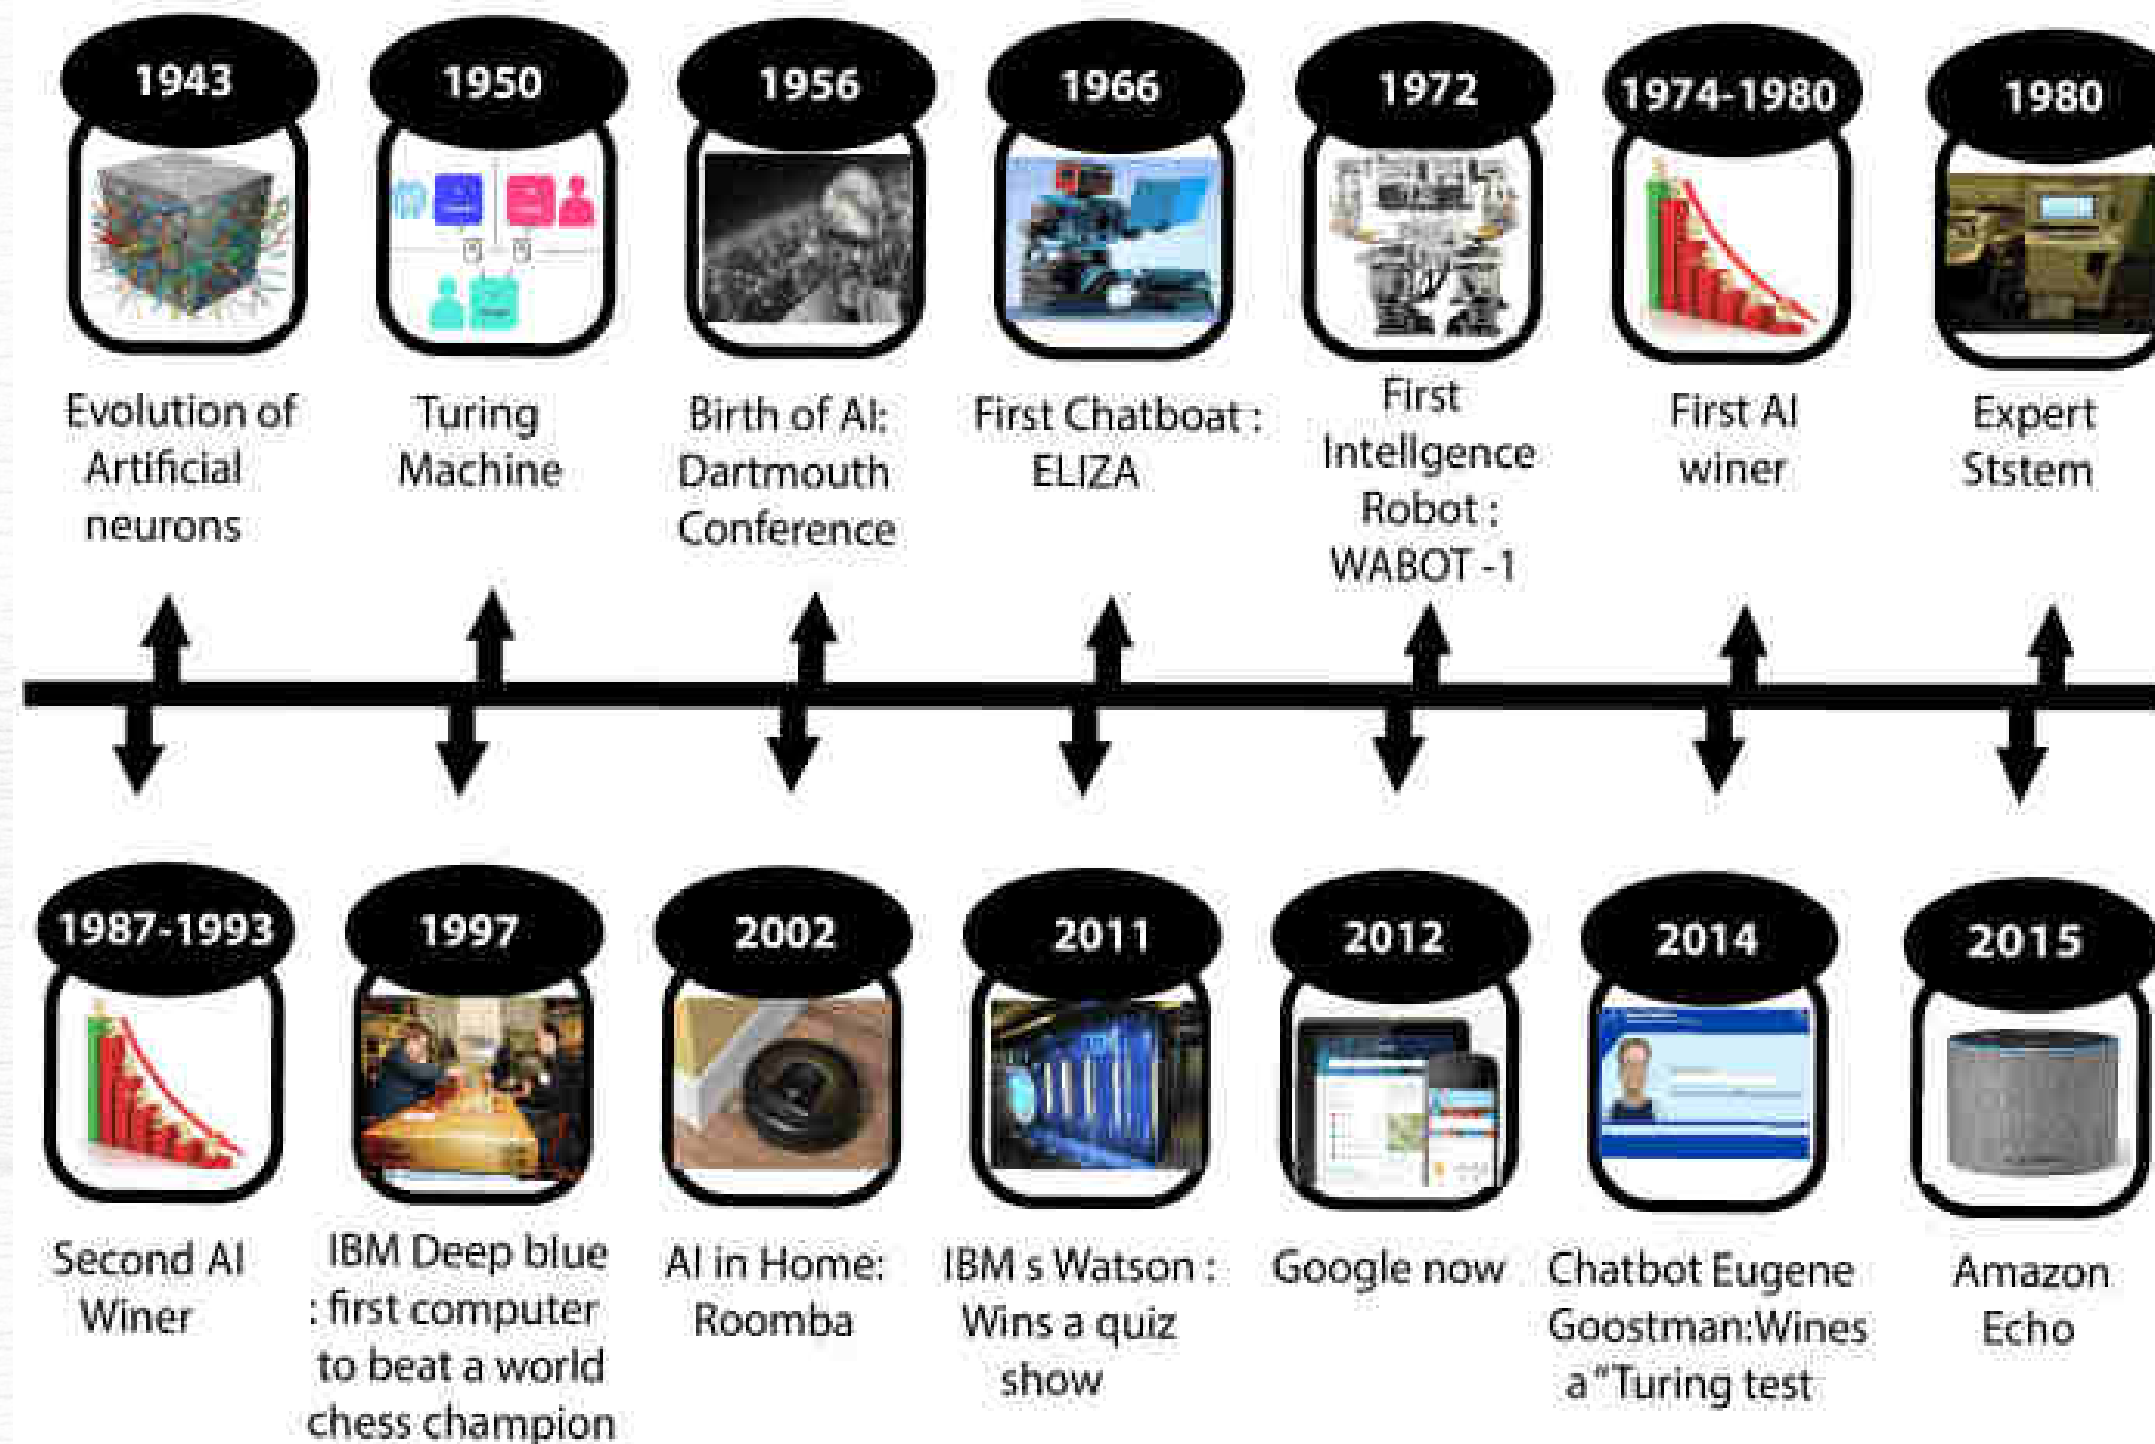 1943
Evolution of
Artificial
neurons
1950
Turing
Machine
1956
Birth of AI:
Dartmouth
Conference
1966
First Chatboat :
ELIZA
1972
First
Intellgence
Robot :
WABOT -1
1974-1980
First AI
winer
1980
Expert
Ststem
1987-1993
Second AI
Winer
1997
IBM Deep blue
: first computer
to beat a world
chess champion
2002
AI in Home:
Roomba
2011
IBM s Watson :
Wins a quiz
show
2012
Google now
2014
Chatbot Eugene
Goostman:Wines
a "Turing test
2015
Amazon
Echo